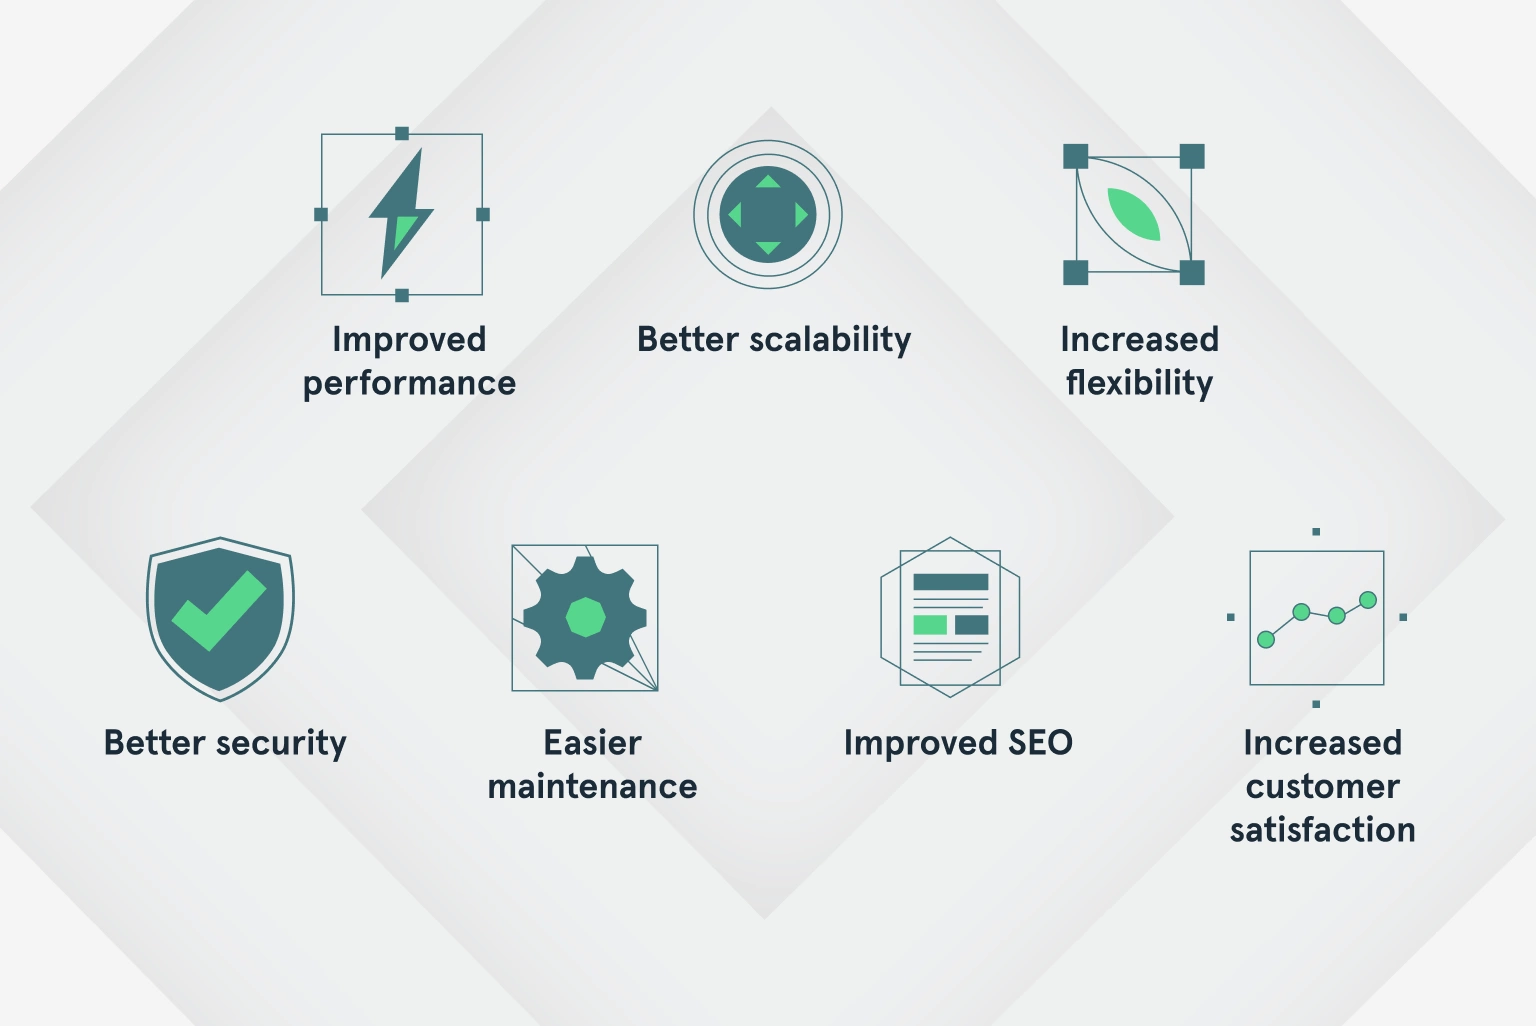 Improved
performance
Better scalability
Increased
flexibility
Better security
Easier
maintenance
Improved SEO
Increased
customer
satisfaction